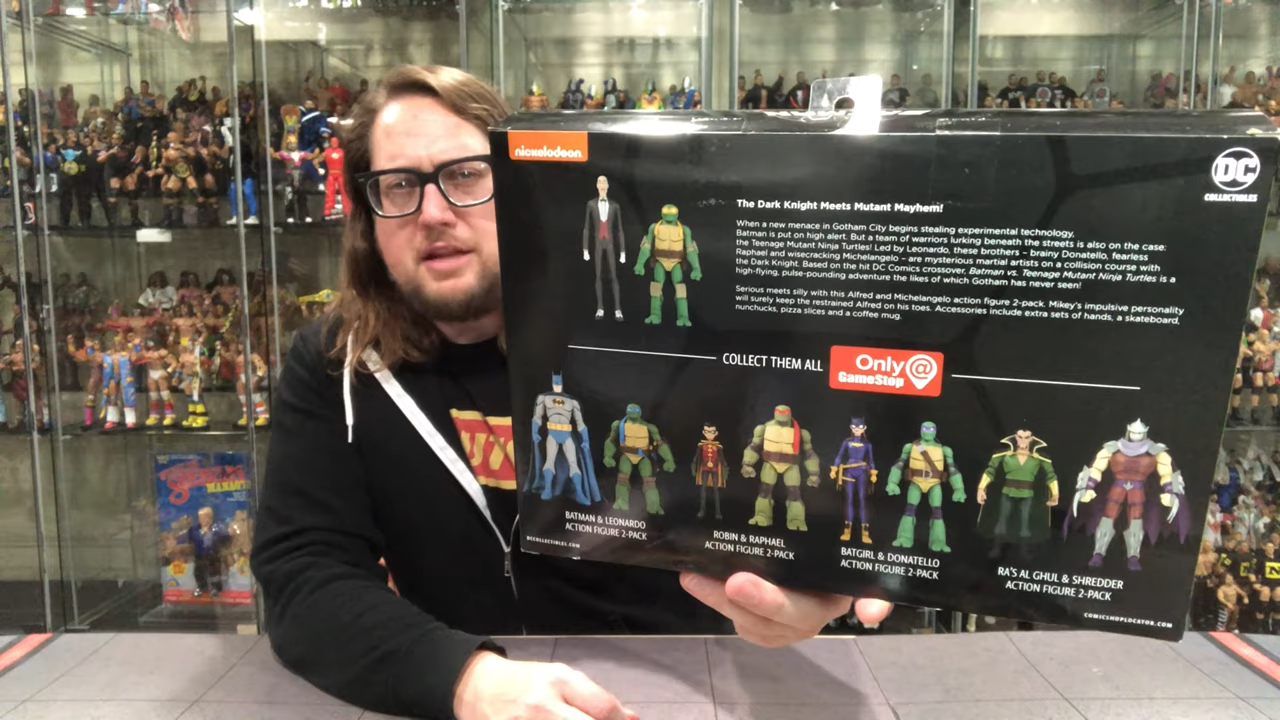 nickelodeon
DC
COLLECTIBLES
The Dark Knight Meets Mutant Mayhem!
When a new menace in Gotham City begins stealing experimental technology,
Batman is put on high alert. But a team of warriors lurking beneath the streets is also on the case:
the Teenage Mutant Ninja Turtles! Led by Leonardo, these brothers – brainy Donatello, fearless
Raphael and wisecracking Michelangelo – are mysterious martial artists on a collision course with
the Dark Knight. Based on the hit DC Comics crossover, Batman vs. Teenage Mutant Ninja Turtles is a
high-flying, pulse-pounding adventure the likes of which Gotham has never seen!
Serious meets silly with this Alfred and Michelangelo action figure 2-pack. Mikey's impulsive personality
will surely keep the restrained Alfred on his toes. Accessories include extra sets of hands, a skateboard,
nunchucks, pizza slices and a coffee mug.
COLLECT THEM ALL
Only@
GameStop
BATMAN & LEONARDO
ACTION FIGURE 2-PACK
ROBIN & RAPHAEL
ACTION FIGURE 2-PACK
BATGIRL & DONATELLO
ACTION FIGURE 2-PACK
RA'S AL GHUL & SHREDDER
ACTION FIGURE 2-PACK
DCCOLLECTIBLES.COM
COMICSHOPLOCATOR.COM